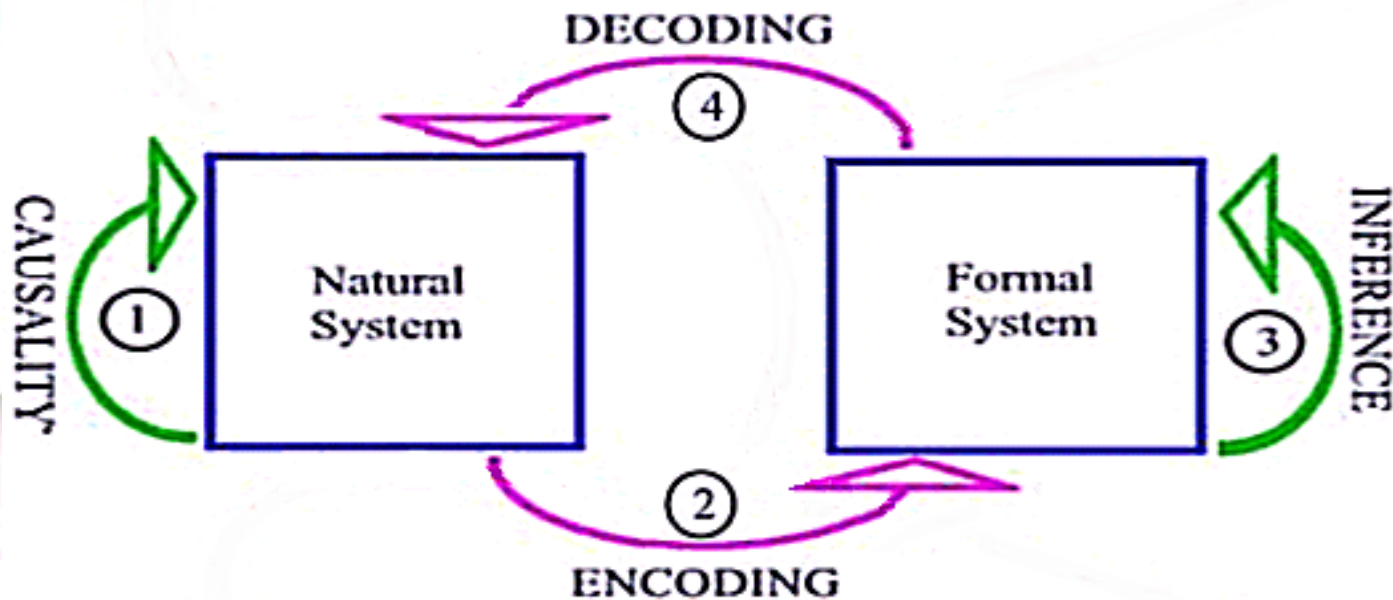 DECODING
4
CAUSALITY
1
Natural
System
Formal
System
3
INFERENCE
2
ENCODING